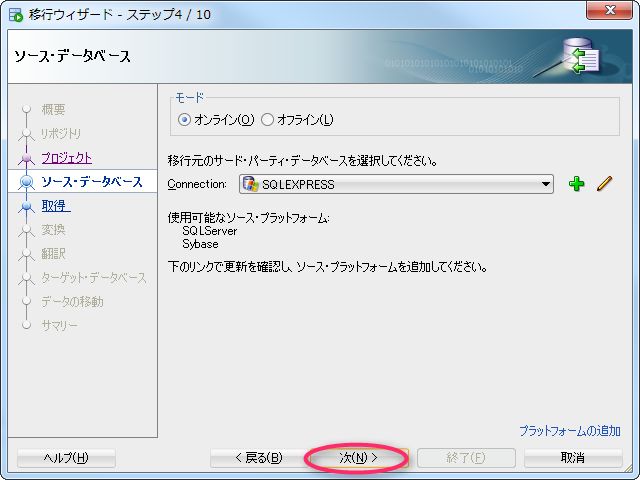 移行ウィザード - ステップ4 / 10
ソース・データベース
010101010101010101010101
0101010101
概要
リポジトリ
プロジェクト
ソース・データベース
取得
変換
翻訳
ターゲット・データベース
データの移動
サマリー
モード
オンライン(O) オフライン(L)
移行元のサード・パーティ・データベースを選択してください。
Connection: SQLEXPRESS
使用可能なソース・プラットフォーム:
SQLServer
Sybase
下のリンクで更新を確認し、ソース・プラットフォームを追加してください。
プラットフォームの追加
ヘルプ(H) < 戻る(B) 次(N) > 終了(F) 取消